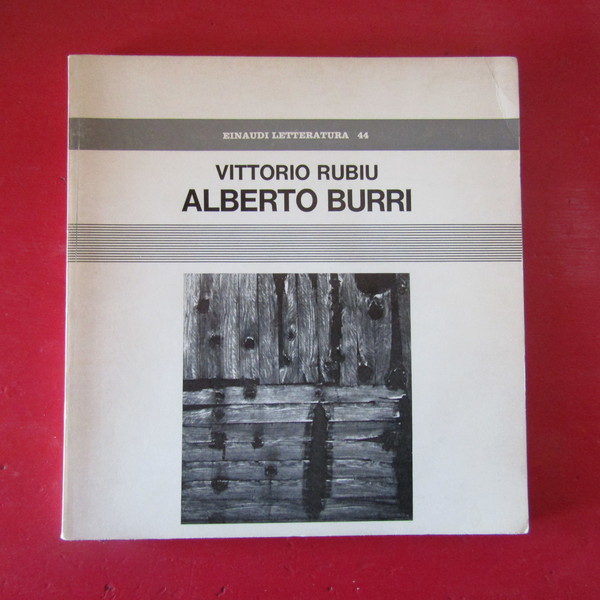 EINAUDI LETTERATURA 44
VITTORIO RUBIU
ALBERTO BURRI